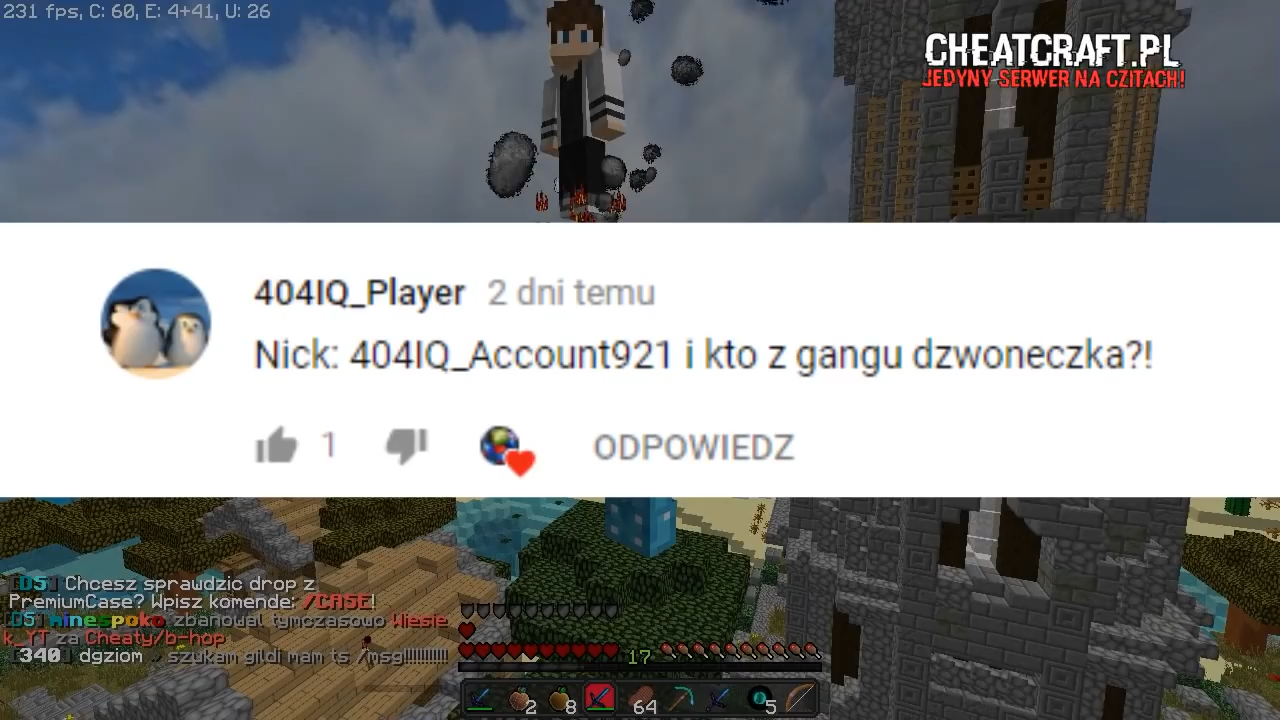 231 fps, C: 60, E: 4+41, U: 26
CHEATCRAFT.PL
JEDYNY SERWER NA CZITACH!
404IQ_Player 2 dni temu
Nick: 404IQ_Account921 i kto z gangu dzwoneczka?!
1 ODPOWIEDZ
[D5] Chcesz sprawdzic drop z
PremiumCase? Wpisz komende: /CASE!
[D5] minespoko zbanowal tymczasowo Wiesie
k_YT za Cheaty/b-hop
[340] dgziom szukam gildi mam ts /msg!!!!!!!!!!
17
2 8 64 5